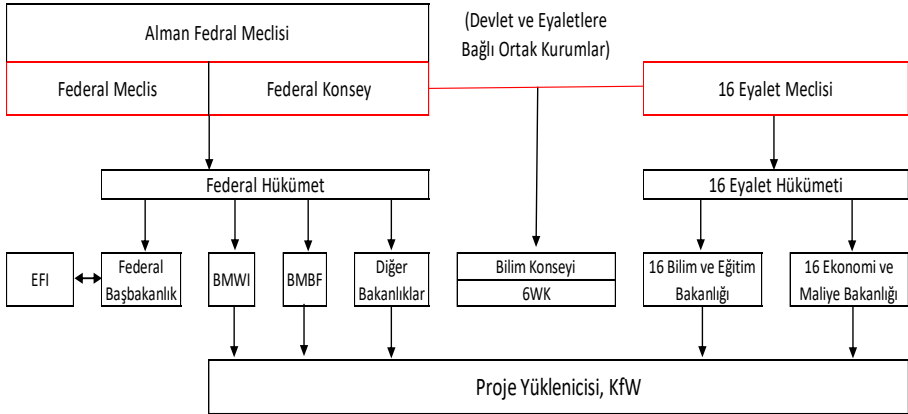 Alman Fedral Meclisi
(Devlet ve Eyaletlere
Bağlı Ortak Kurumlar)
Federal Meclis
Federal Konsey
16 Eyalet Meclisi
Federal Hükümet
16 Eyalet Hükümeti
EFI
Federal
Başbakanlık
BMWI
BMBF
Diğer
Bakanlıklar
Bilim Konseyi
6WK
16 Bilim ve Eğitim
Bakanlığı
16 Ekonomi ve
Maliye Bakanlığı
Proje Yüklenicisi, KfW